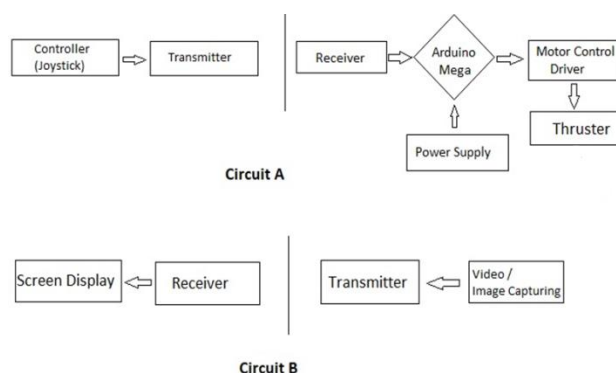 Controller
(Joystick)
Transmitter
Receiver
Arduino
Mega
Motor Control
Driver
Thruster
Power Supply
Circuit A
Screen Display
Receiver
Transmitter
Video /
Image Capturing
Circuit B